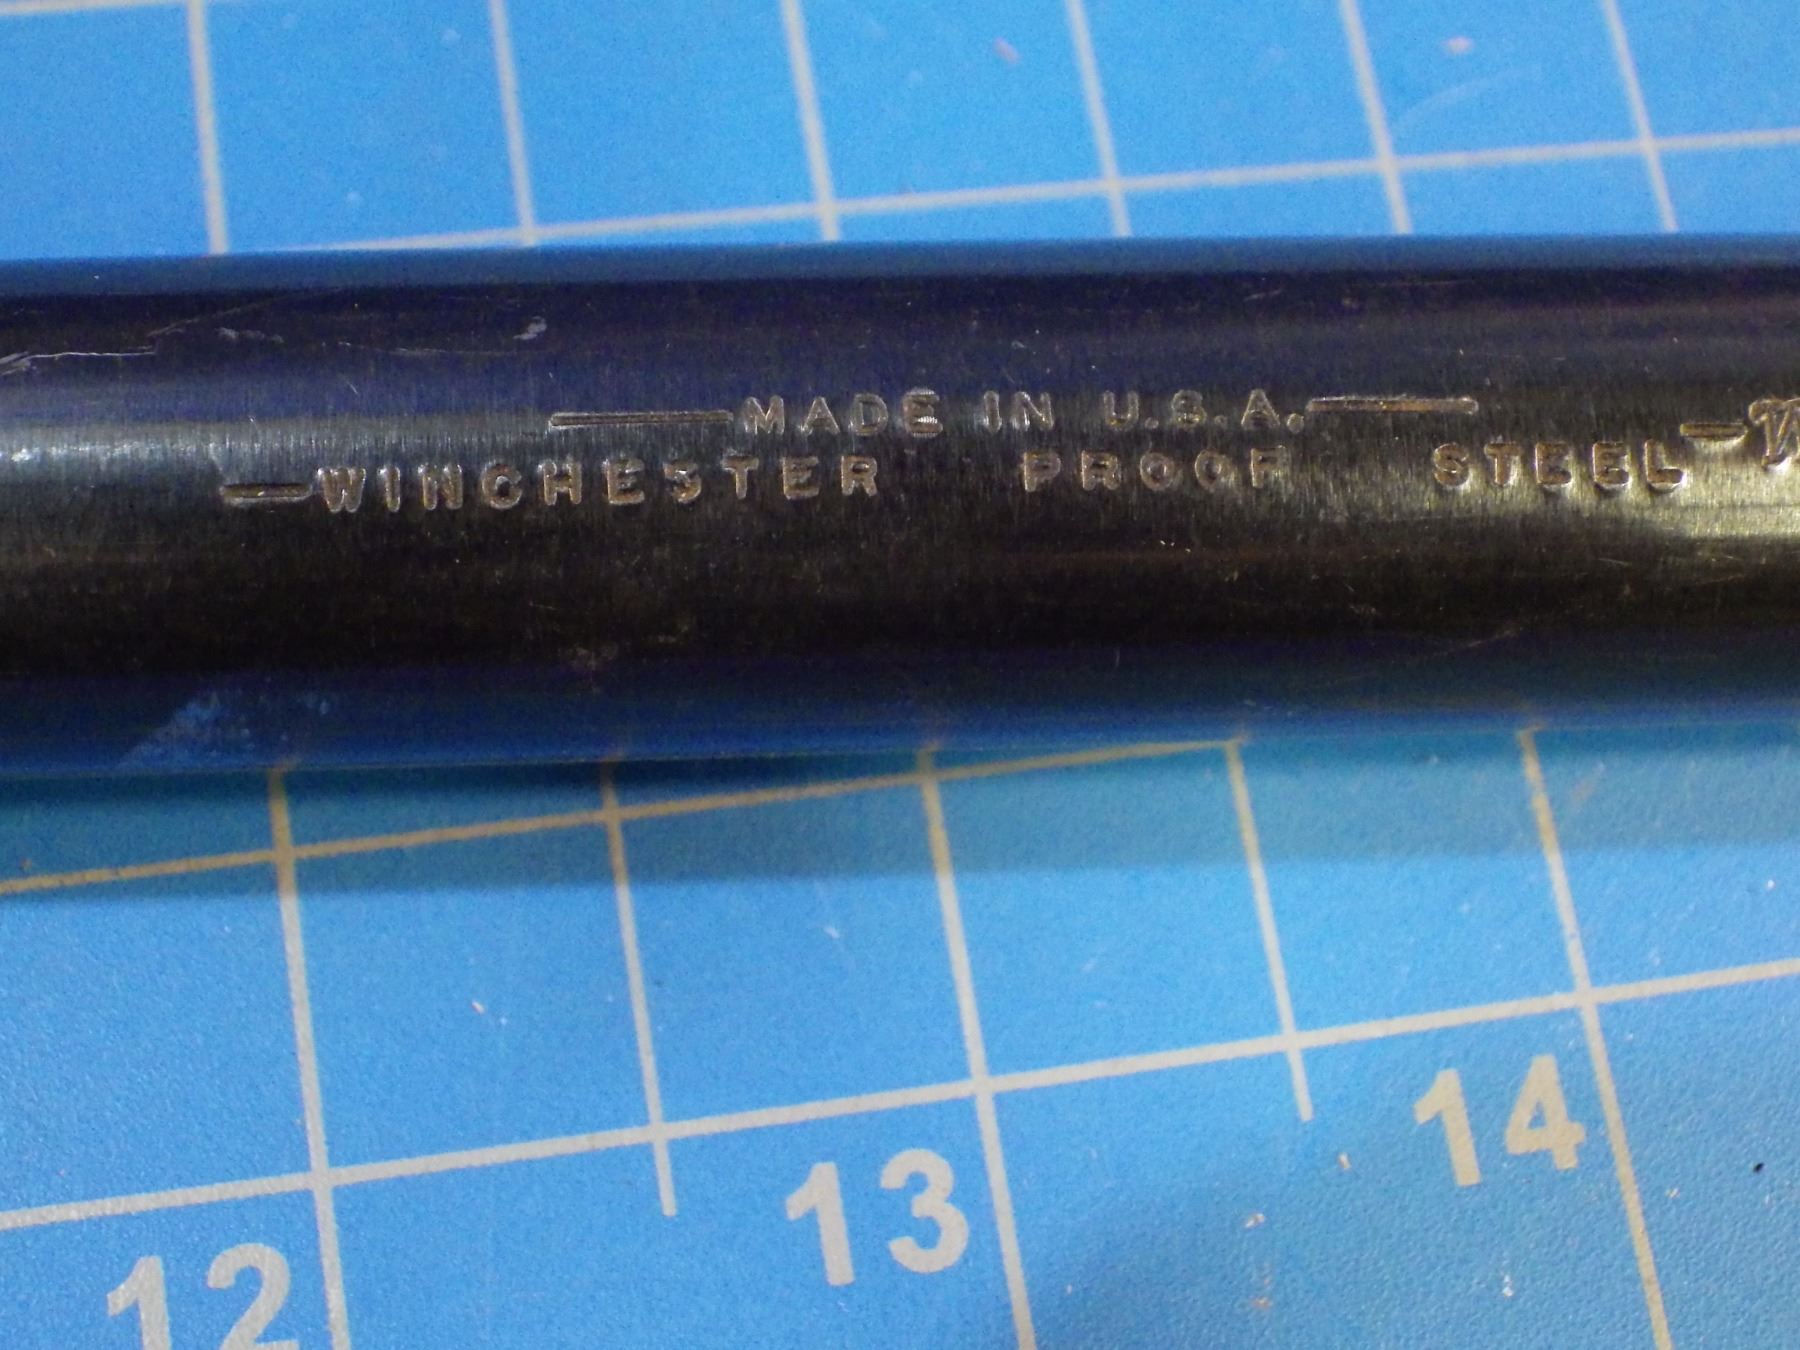 — MADE IN U.S.A. —
— WINCHESTER PROOF STEEL — W
12
13
14